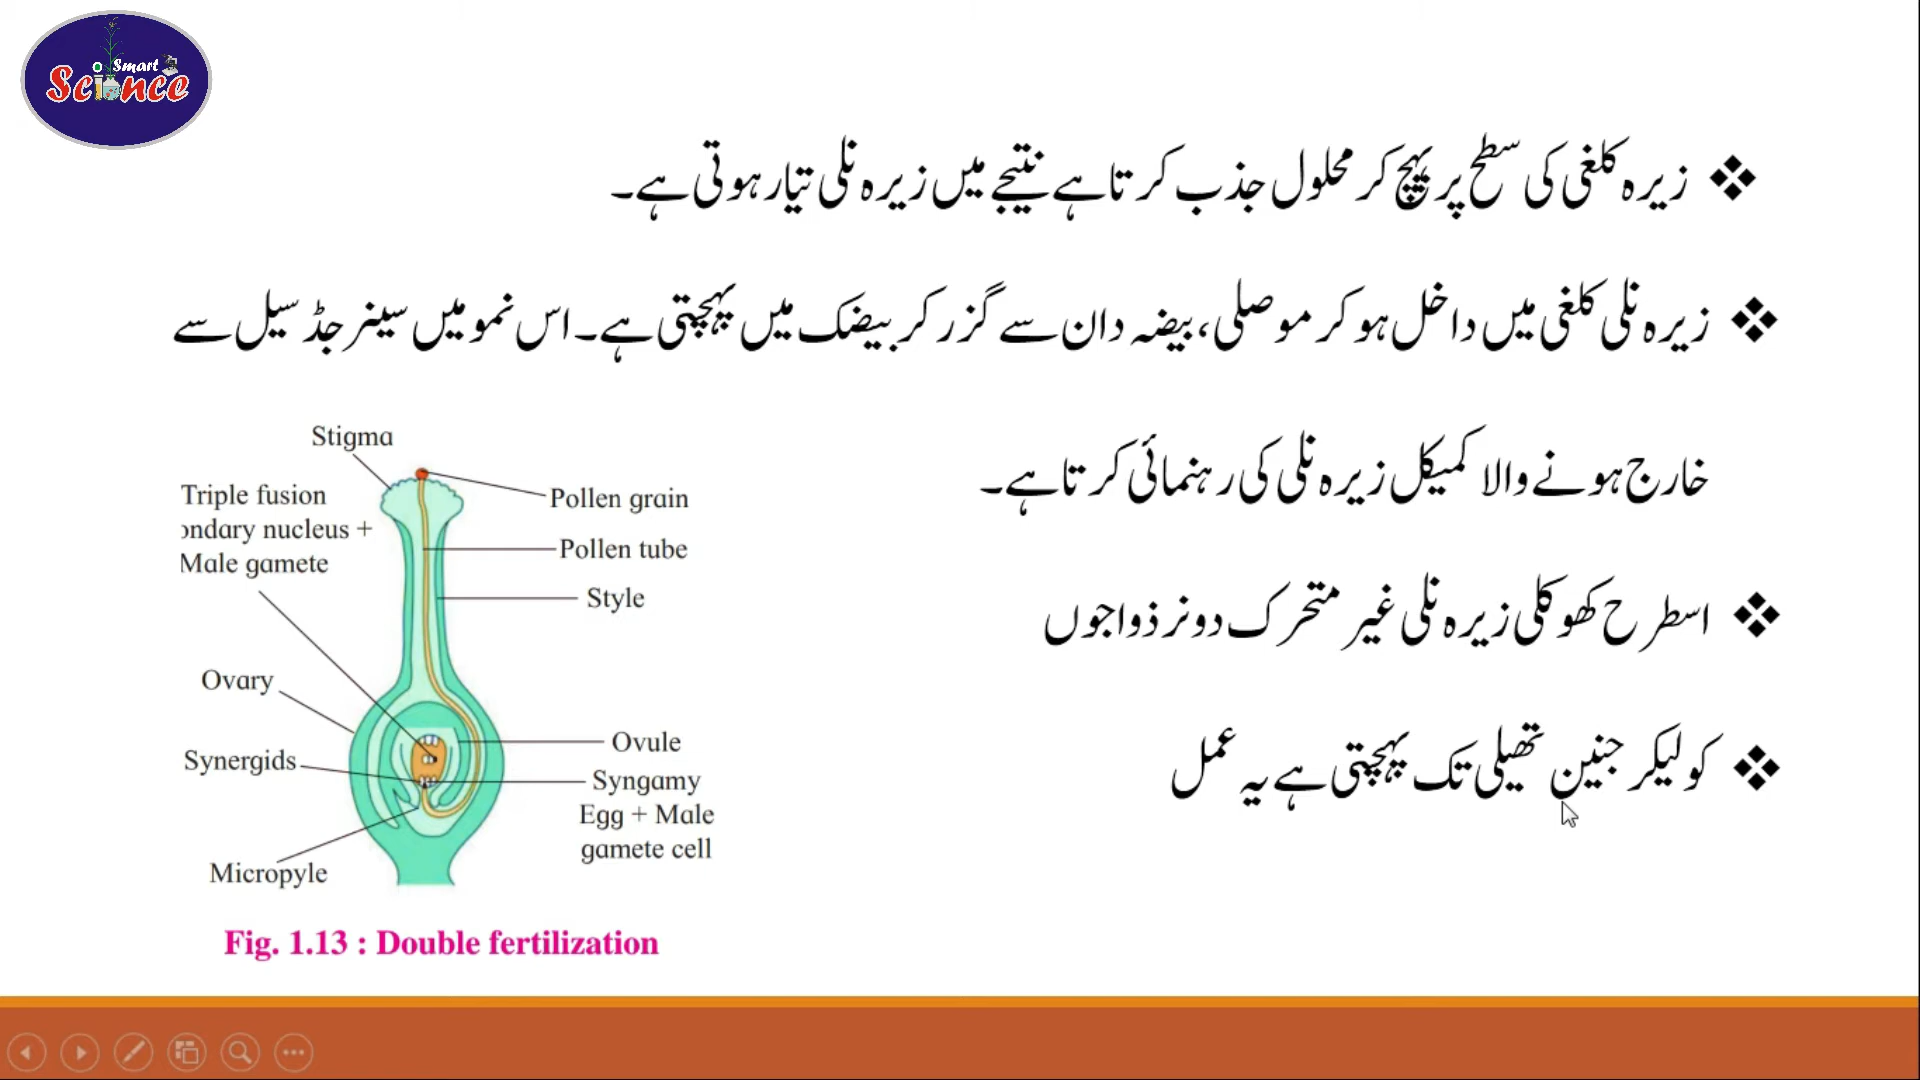 Smart
Science
زیرہ کلغی کی سطح پر پہنچ کر محلول جذب کرتا ہے نتیجے میں زیرہ نلی تیار ہوتی ہے۔
زیرہ نلی کلغی میں داخل ہو کر موصلی، بیضہ دان سے گزر کر بیضک میں پہچتی ہے۔ اس نمو میں سینرجڈ سیل سے
خارج ہونے والا کمیکل زیرہ نلی کی رہنمائی کرتا ہے۔
اسطرح کھوکلی زیرہ نلی غیر متحرک دو نر ذواجوں
کو لیکر جنین تھیلی تک پہچتی ہے یہ عمل
Stigma
Triple fusion
ondary nucleus +
Male gamete
Pollen grain
Pollen tube
Style
Ovary
Synergids
Ovule
Syngamy
Egg + Male
gamete cell
Micropyle
Fig. 1.13 : Double fertilization